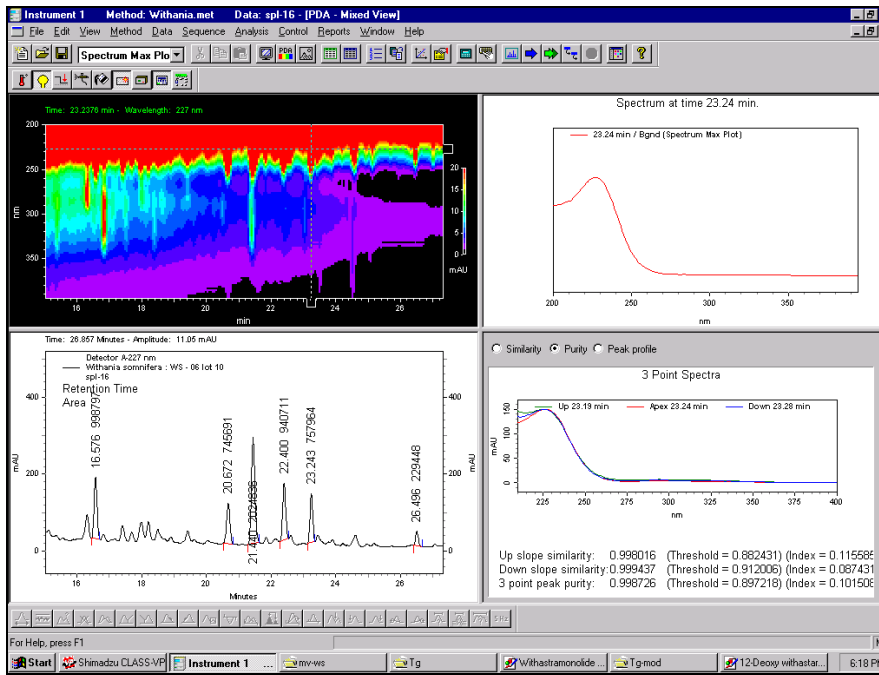 Instrument 1    Method: Withania.met    Data: spl-16 - [PDA - Mixed View]
File Edit View Method Data Sequence Analysis Control Reports Window Help
Spectrum Max Plo
PDA
Time: 23.2376 min - Wavelength: 227 nm
200
250
300
350
nm
16 18 20 22 24 26
min
20
15
10
5
0
mAU
Spectrum at time 23.24 min.
23.24 min / Bgnd (Spectrum Max Plot)
200 250 300 350
nm
Time: 26.857 Minutes - Amplitude: 11.05 mAU
Detector A-227 nm
Withania somnifera : WS - 06 lot 10
spl-16
Retention Time
Area
400
200
0
mAU
16.576 998797
20.672 745691
21.440 2024836
22.400 940711
23.243 757964
26.496 229448
400
200
0
mAU
16 18 20 22 24 26
Minutes
Similarity Purity Peak profile
3 Point Spectra
Up 23.19 min Apex 23.24 min Down 23.28 min
150
100
50
0
mAU
225 250 275 300 325 350 375 400
nm
Up slope similarity: 0.998016 (Threshold = 0.882431) (Index = 0.115585
Down slope similarity: 0.999437 (Threshold = 0.912006) (Index = 0.087431
3 point peak purity: 0.998726 (Threshold = 0.897218) (Index = 0.101508
For Help, press F1
Start Shimadzu CLASS-VP Instrument 1 ... mv-ws Tg Withastramonolide ... Tg-mod 12-Deoxy withastar... 6:18 PM